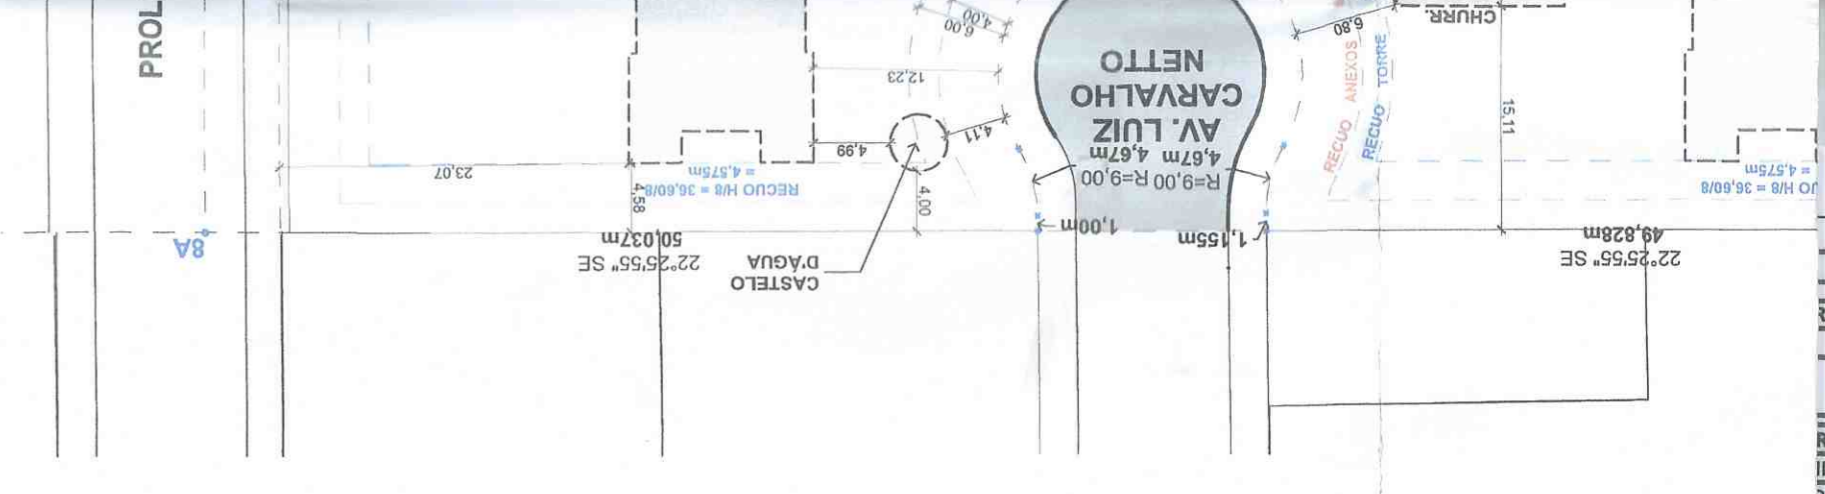 PROL
8A
23,07
4,58
RECUO H/8 = 36,60/8
= 4,575m
50,037m
22°25'55" SE
4,99
12,23
6,00
4,00
4,11
4,00
CASTELO
D'ÁGUA
AV. LUIZ
CARVALHO
NETTO
4,67m 4,67m
R=9,00 R=9,00
1,00m
1,155m
6,80
RECUO ANEXOS
RECUO TORRE
CHURR.
15,11
UO H/8 = 36,60/8
= 4,575m
49,828m
22°25'55" SE